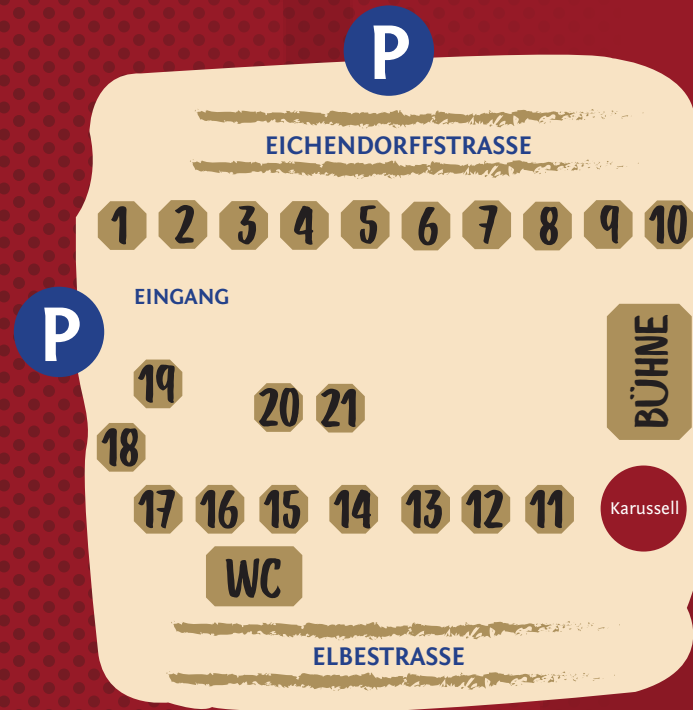 P
EICHENDORFFSTRASSE
1 2 3 4 5 6 7 8 9 10
EINGANG
P
BÜHNE
19
20 21
18
17 16 15 14 13 12 11
Karussell
WC
ELBESTRASSE